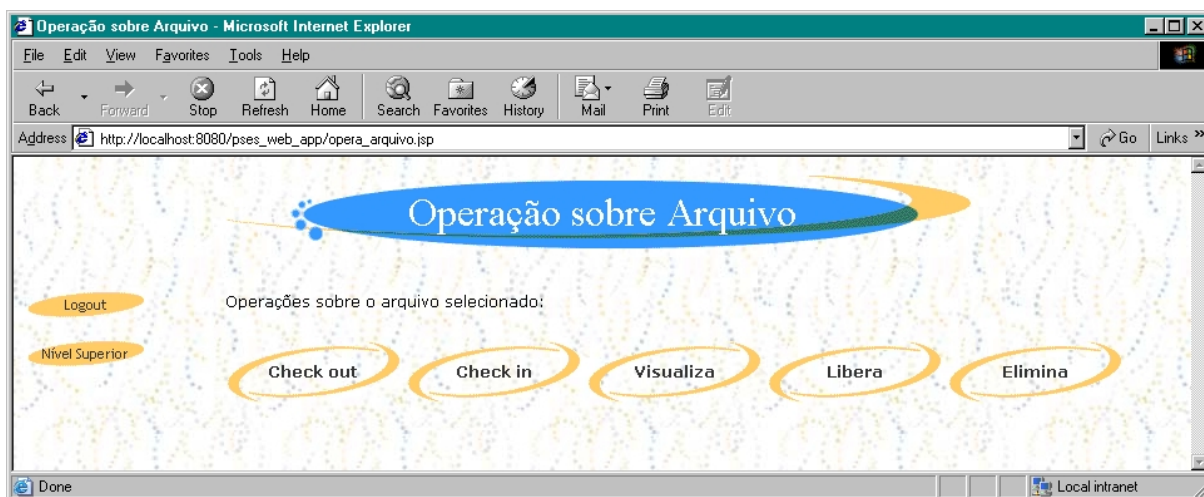 Operação sobre Arquivo - Microsoft Internet Explorer
File Edit View Favorites Tools Help
Back Forward Stop Refresh Home Search Favorites History Mail Print Edit
Address http://localhost:8080/pses_web_app/opera_arquivo.jsp Go Links »
Operação sobre Arquivo
Logout
Operações sobre o arquivo selecionado:
Nível Superior
Check out Check in Visualiza Libera Elimina
Done Local intranet